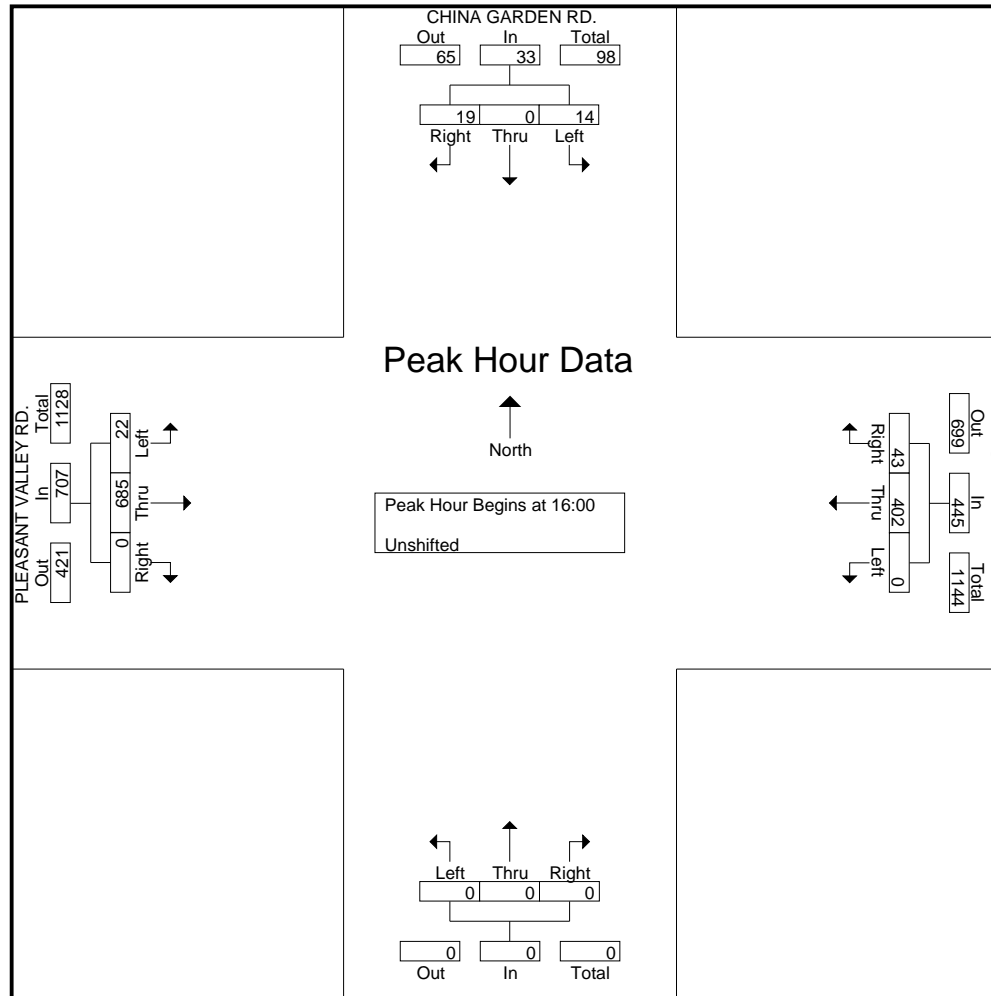 CHINA GARDEN RD.
Out In Total
65 33 98
19 0 14
Right Thru Left
Peak Hour Data
North
Peak Hour Begins at 16:00
Unshifted
PLEASANT VALLEY RD.
Out In Total
421 707 1128
0 685 22
Right Thru Left
Out In Total
699 445 1144
43 402 0
Right Thru Left
Left Thru Right
0 0 0
0 0 0
Out In Total